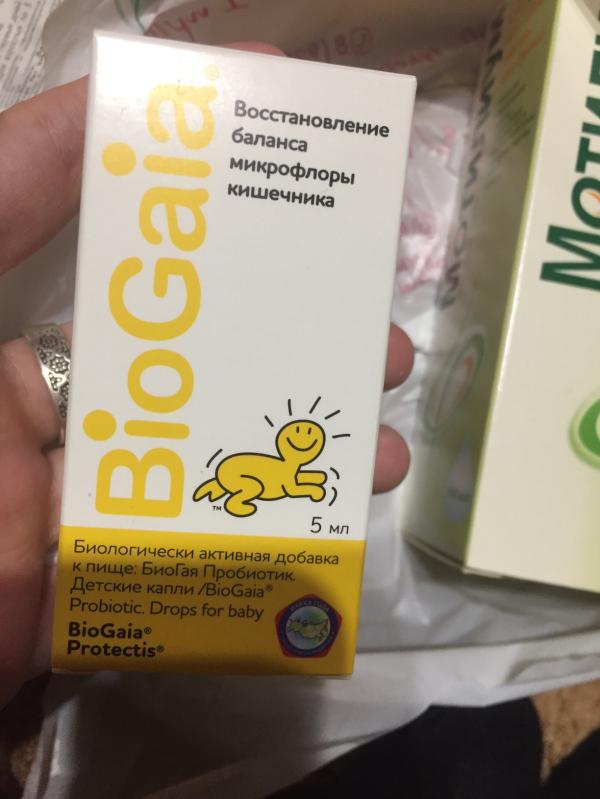 BioGaia®
Восстановление
баланса
микрофлоры
кишечника
™
5 мл
Биологически активная добавка
к пище: БиоГая Пробиотик.
Детские капли /BioGaia®
Probiotic. Drops for baby
BioGaia®
Protectis®